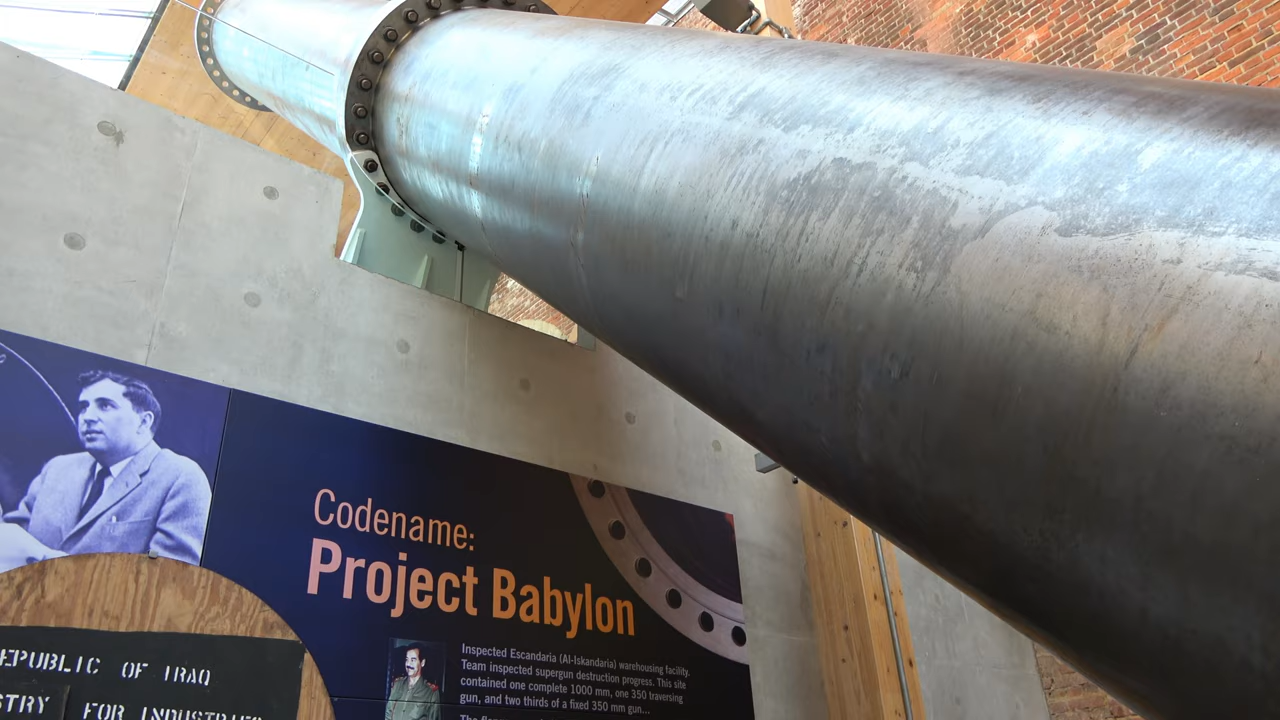 Codename:
Project Babylon
Inspected Escandaria (Al-Iskandaria) warehousing facility.
Team inspected supergun destruction progress. This site
contained one complete 1000 mm, one 350 traversing
gun, and two thirds of a fixed 350 mm gun...
EPUBLIC OF IRAQ
STRY FOR INDUSTRIES